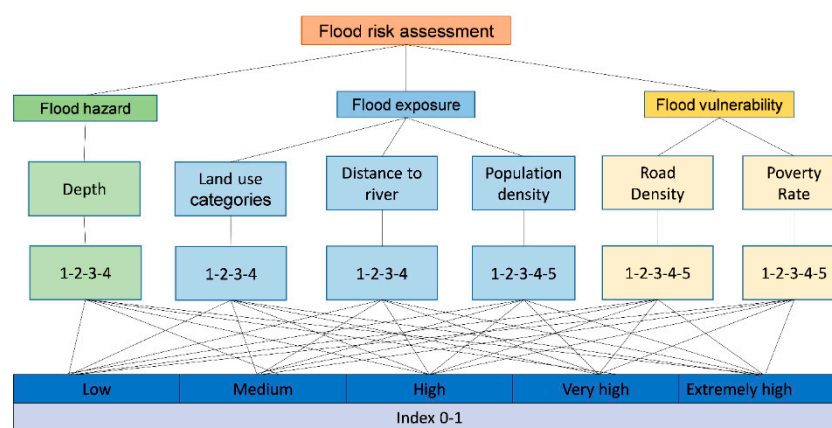 Flood risk assessment
Flood hazard
Flood exposure
Flood vulnerability
Depth
Land use
categories
Distance to
river
Population
density
Road
Density
Poverty
Rate
1-2-3-4
1-2-3-4
1-2-3-4
1-2-3-4-5
1-2-3-4-5
1-2-3-4-5
Low
Medium
High
Very high
Extremely high
Index 0-1